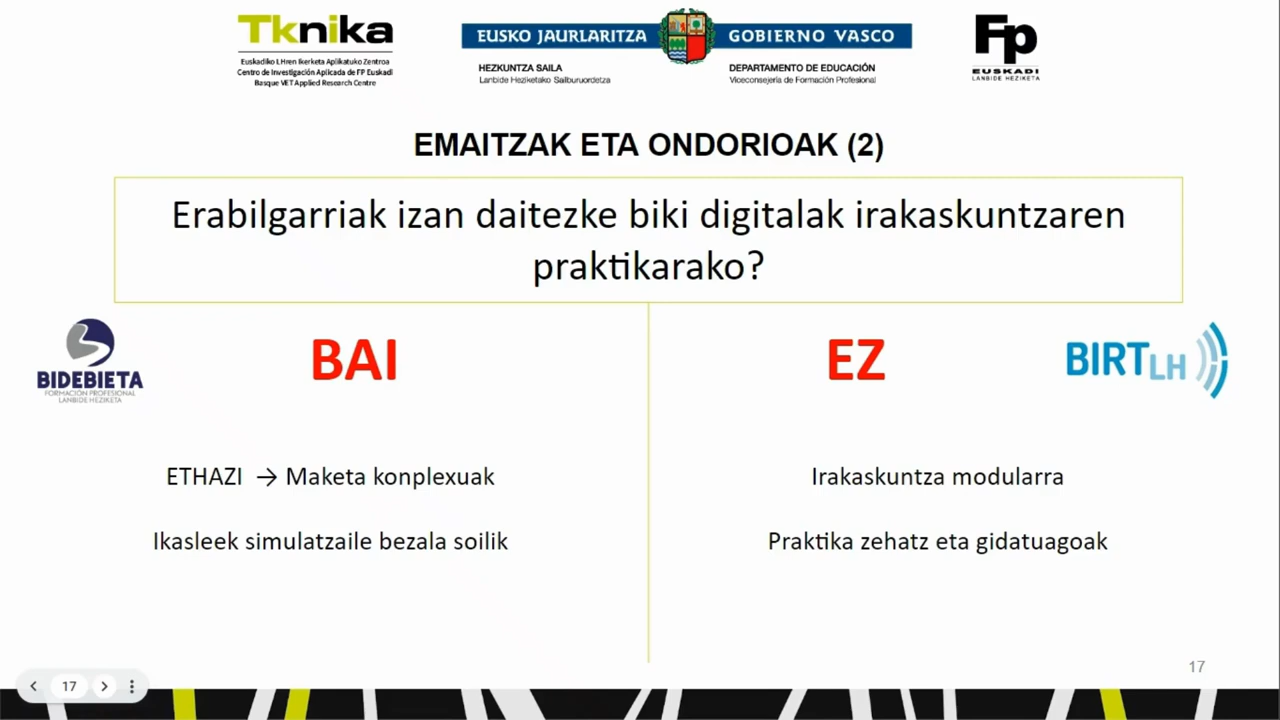 Tknika
Euskadiko LHren Ikerketa Aplikatuko Zentroa
Centro de Investigación Aplicada de FP Euskadi
Basque VET Applied Research Centre
EUSKO JAURLARITZA
GOBIERNO VASCO
HEZKUNTZA SAILA
Lanbide Heziketako Sailburuordetza
DEPARTAMENTO DE EDUCACIÓN
Viceconsejería de Formación Profesional
Fp
EUSKADI
LANBIDE HEZIKETA
EMAITZAK ETA ONDORIOAK (2)
Erabilgarriak izan daitezke biki digitalak irakaskuntzaren
praktikarako?
BIDEBIETA
FORMACIÓN PROFESIONAL
LANBIDE HEZIKETA
BAI
ETHAZI → Maketa konplexuak
Ikasleek simulatzaile bezala soilik
EZ
BIRT LH
Irakaskuntza modularra
Praktika zehatz eta gidatuagoak
17
17